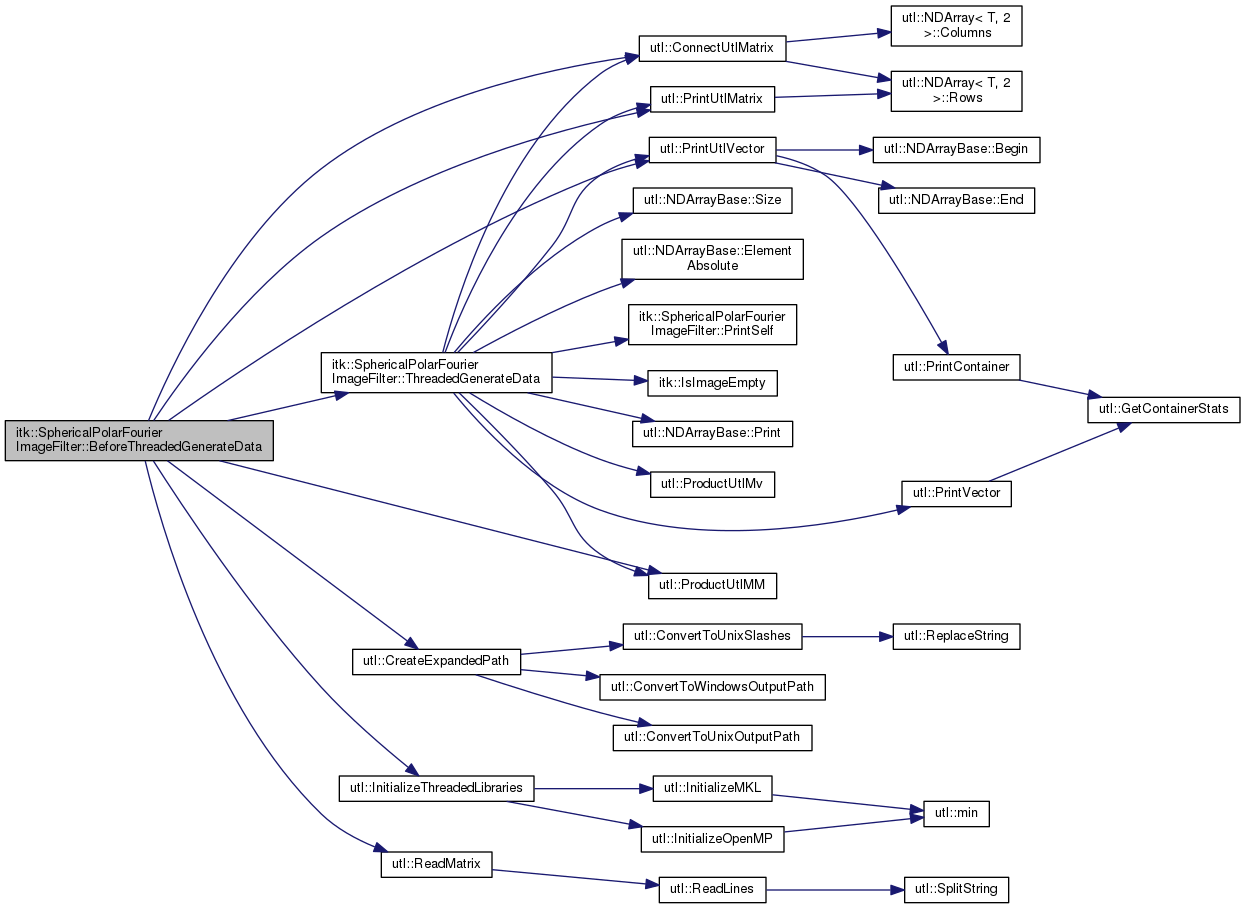 utl::NDArray< T, 2
>::Columns
utl::ConnectUtlMatrix
utl::NDArray< T, 2
>::Rows
utl::PrintUtlMatrix
utl::PrintUtlVector
utl::NDArrayBase::Begin
utl::NDArrayBase::End
utl::NDArrayBase::Size
utl::NDArrayBase::Element
Absolute
itk::SphericalPolarFourier
ImageFilter::PrintSelf
itk::SphericalPolarFourier
ImageFilter::ThreadedGenerateData
utl::PrintContainer
itk::IsImageEmpty
utl::GetContainerStats
itk::SphericalPolarFourier
ImageFilter::BeforeThreadedGenerateData
utl::NDArrayBase::Print
utl::ProductUtlMv
utl::PrintVector
utl::ProductUtlMM
utl::ConvertToUnixSlashes
utl::ReplaceString
utl::CreateExpandedPath
utl::ConvertToWindowsOutputPath
utl::ConvertToUnixOutputPath
utl::InitializeThreadedLibraries
utl::InitializeMKL
utl::min
utl::InitializeOpenMP
utl::ReadMatrix
utl::ReadLines
utl::SplitString